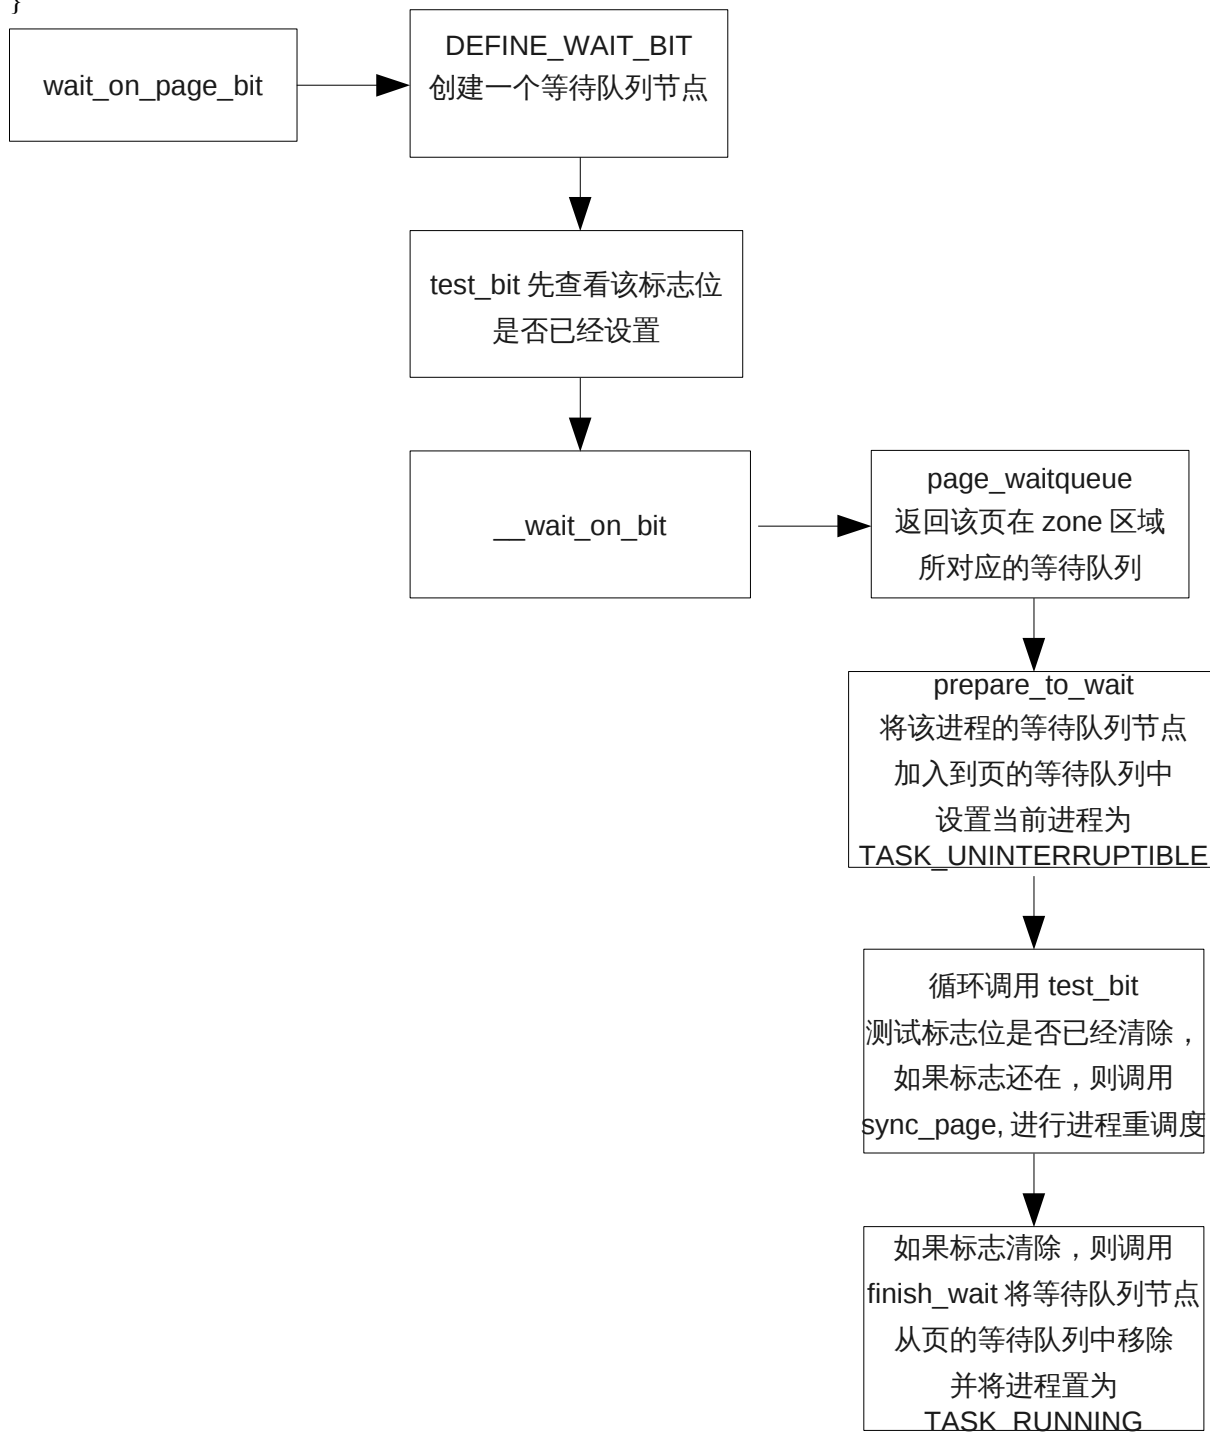 }
wait_on_page_bit
DEFINE_WAIT_BIT
创建一个等待队列节点
test_bit 先查看该标志位
是否已经设置
__wait_on_bit
page_waitqueue
返回该页在 zone 区域
所对应的等待队列
prepare_to_wait
将该进程的等待队列节点
加入到页的等待队列中
设置当前进程为
TASK_UNINTERRUPTIBLE
循环调用 test_bit
测试标志位是否已经清除，
如果标志还在，则调用
sync_page, 进行进程重调度
如果标志清除，则调用
finish_wait 将等待队列节点
从页的等待队列中移除
并将进程置为
TASK_RUNNING